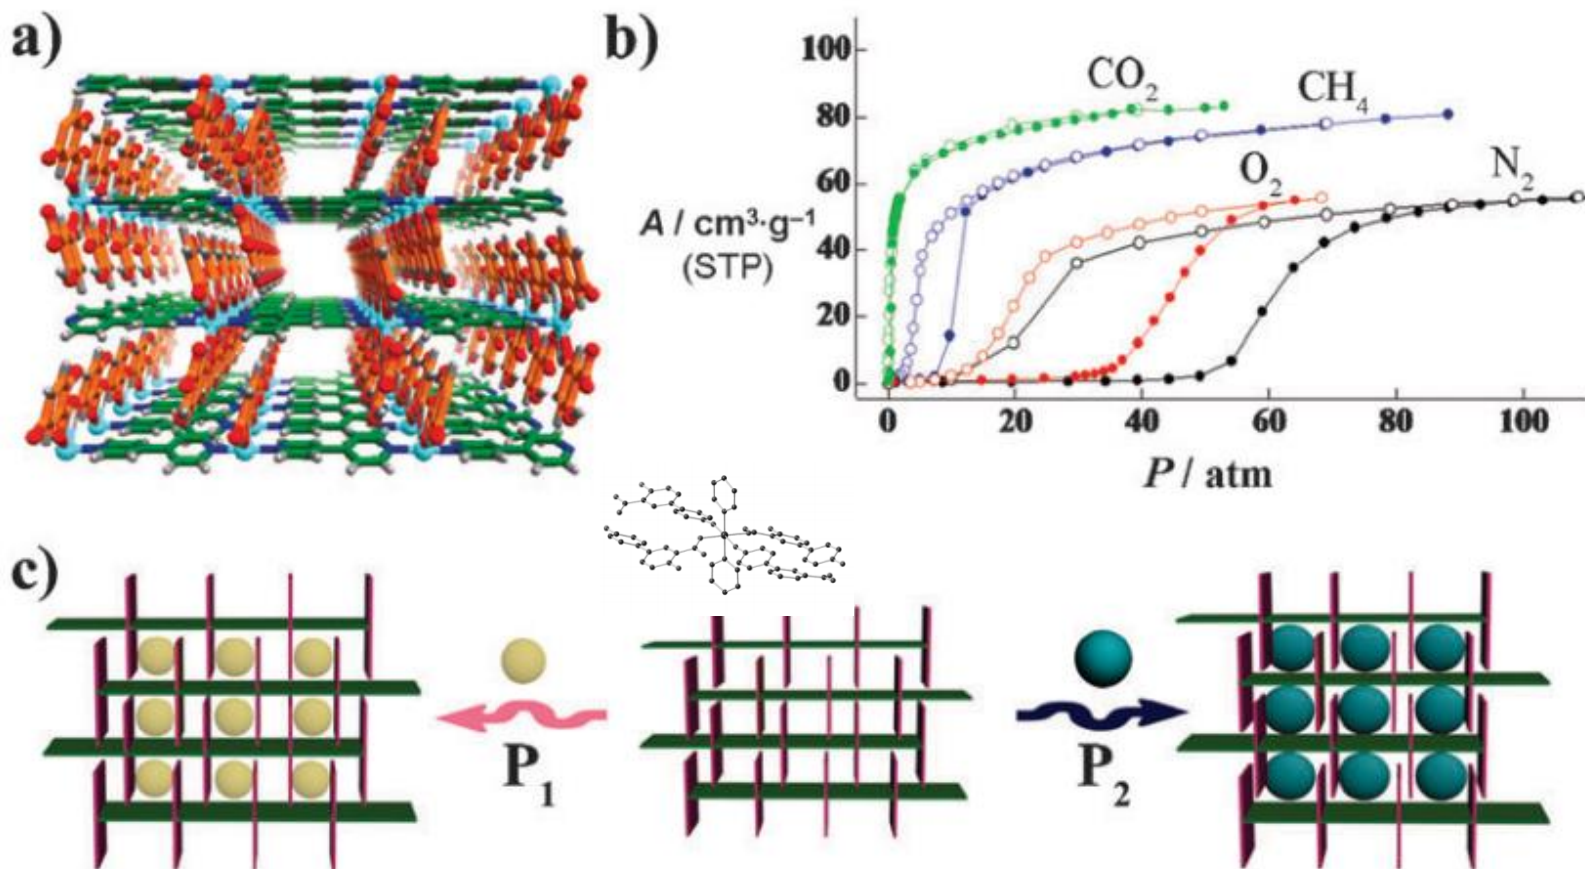 a)
b)
100
80
60
40
20
0
A / cm³·g⁻¹
(STP)
CO₂
CH₄
O₂
N₂
0 20 40 60 80 100
P / atm
c)
P₁
P₂